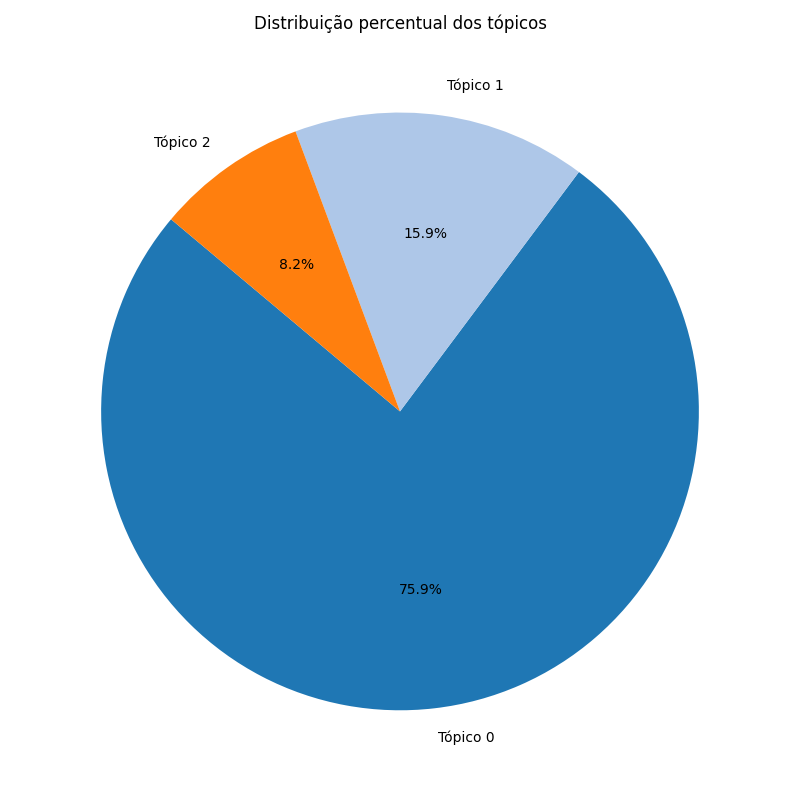 Distribuição percentual dos tópicos
Tópico 1
Tópico 2
15.9%
8.2%
75.9%
Tópico 0